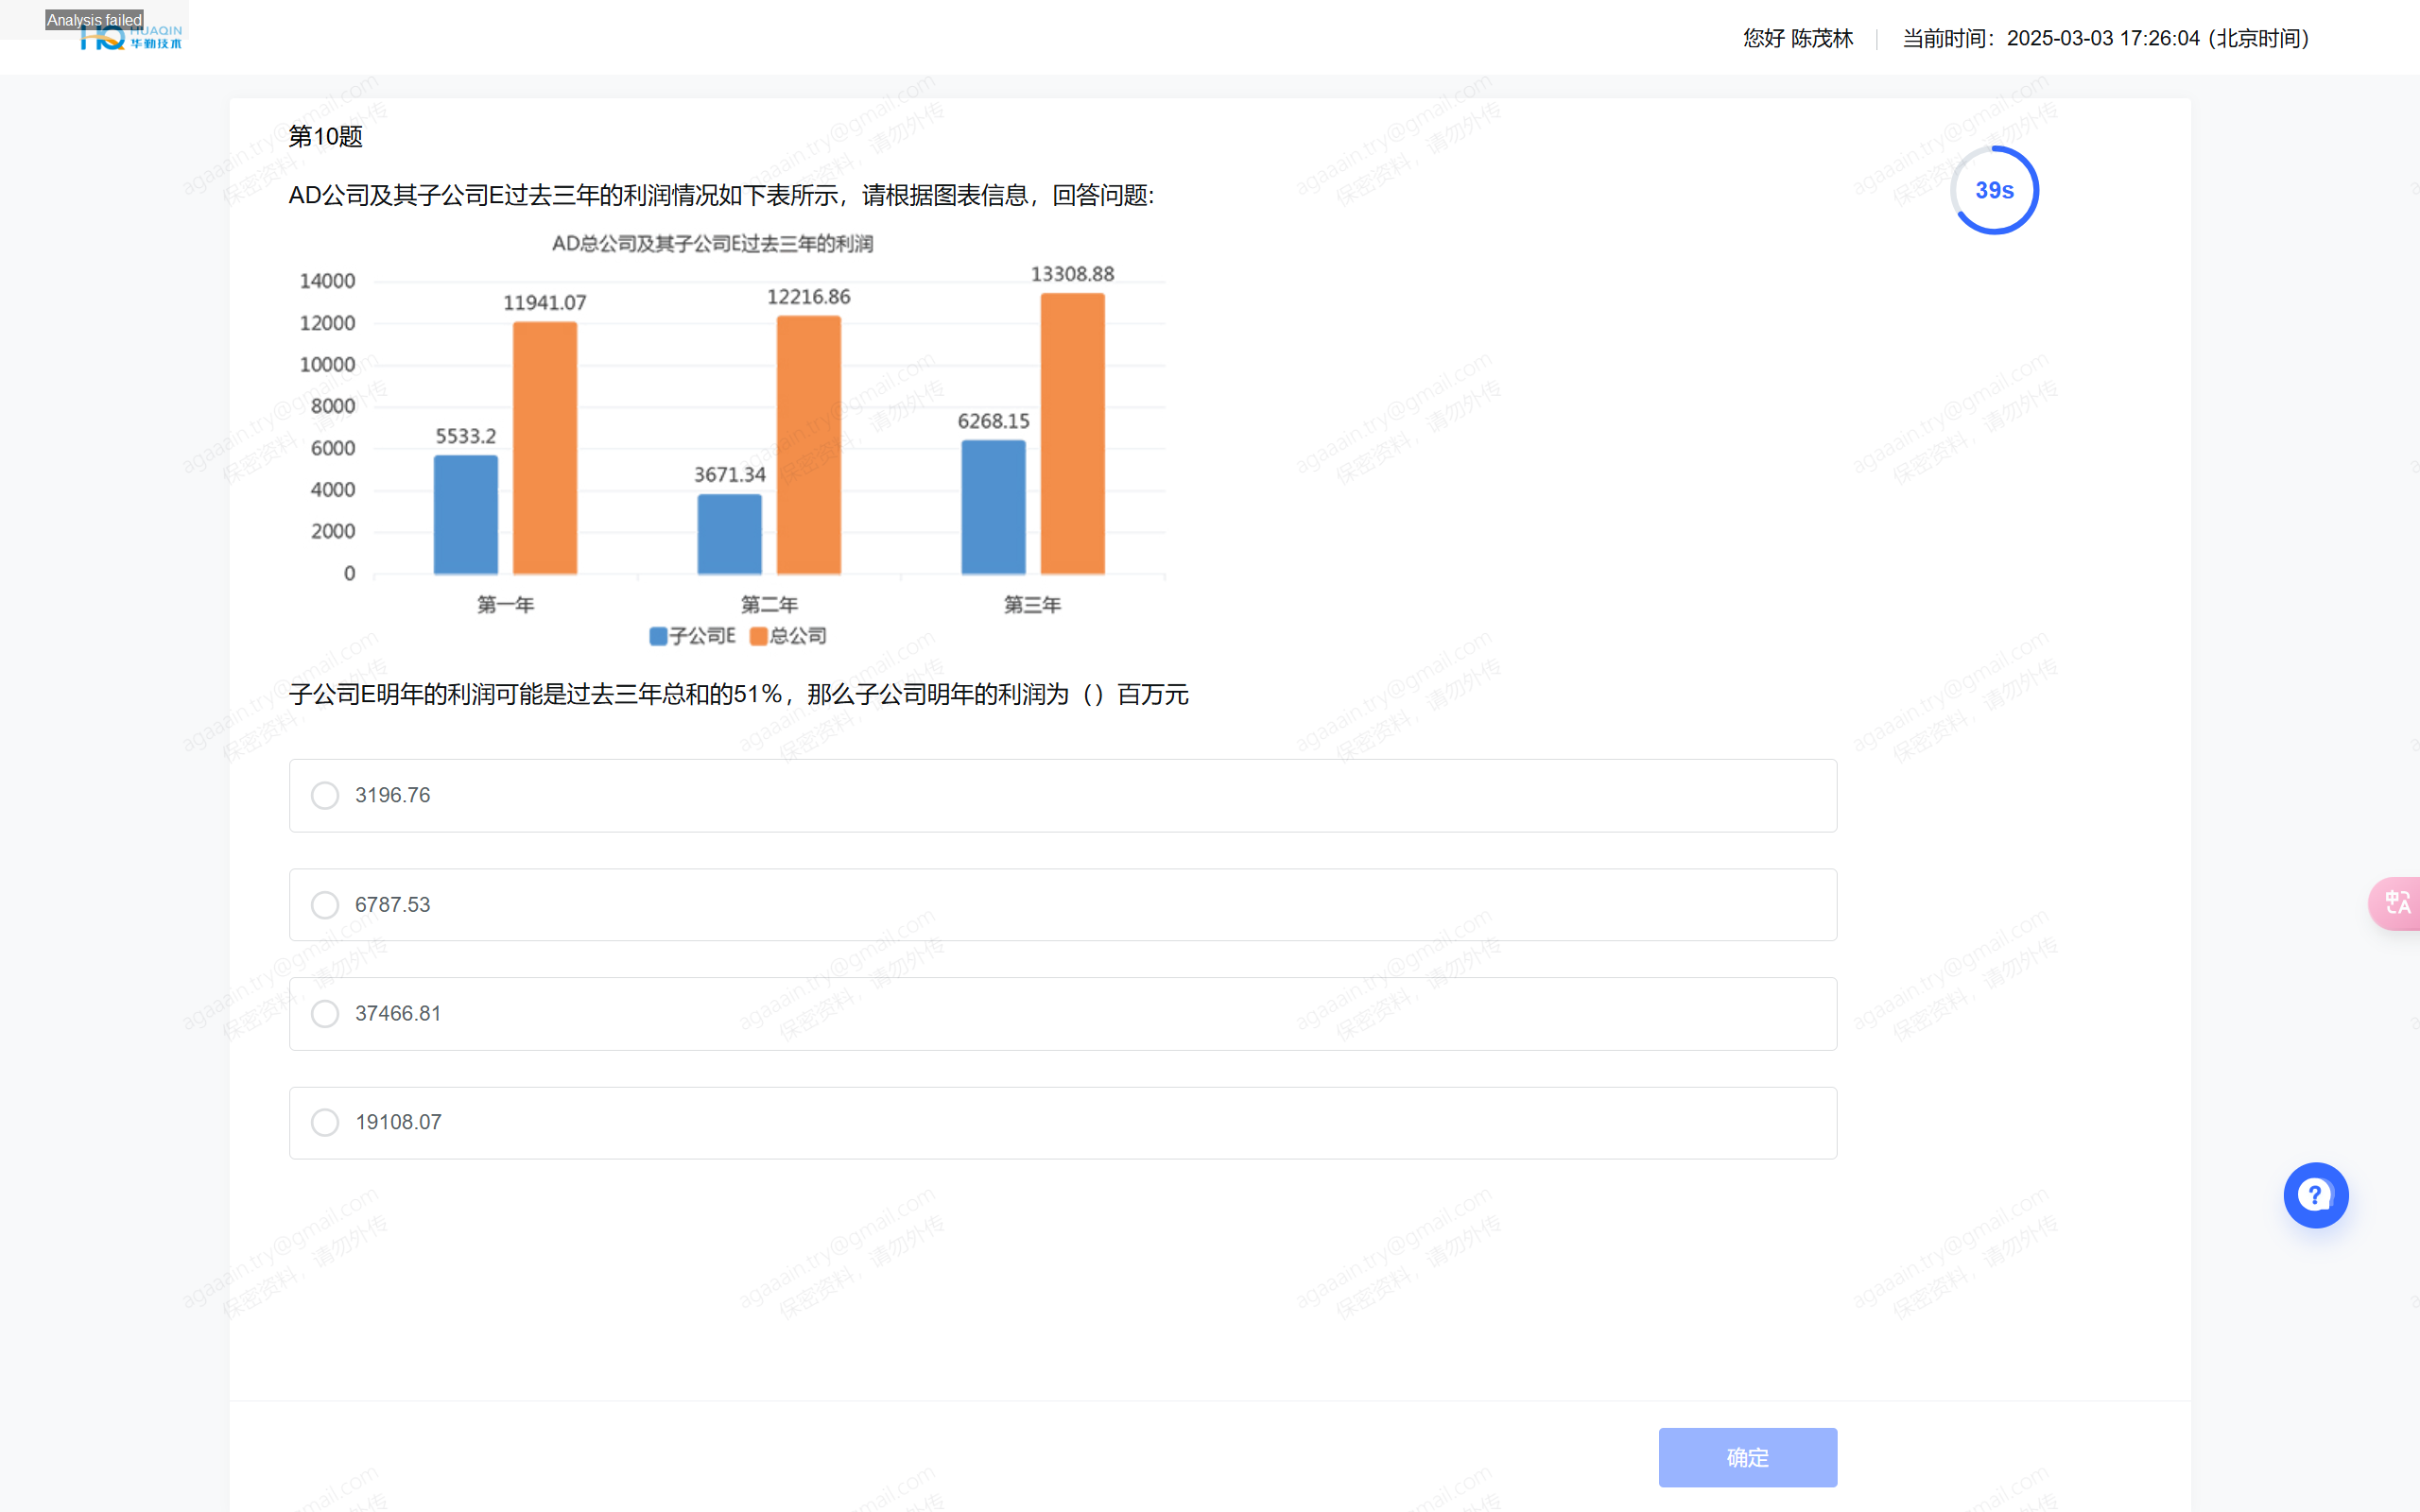 Analysis failed
HUAQIN
华勤技术
您好 陈茂林
当前时间：2025-03-03 17:26:04 (北京时间)
第10题
39s
AD公司及其子公司E过去三年的利润情况如下表所示，请根据图表信息，回答问题:
AD总公司及其子公司E过去三年的利润
14000
12000
10000
8000
6000
4000
2000
0
5533.2
11941.07
3671.34
12216.86
6268.15
13308.88
第一年
第二年
第三年
子公司E
总公司
子公司E明年的利润可能是过去三年总和的51%，那么子公司明年的利润为（）百万元
3196.76
6787.53
37466.81
19108.07
确定
agaaain.try@gmail.com
保密资料，请勿外传